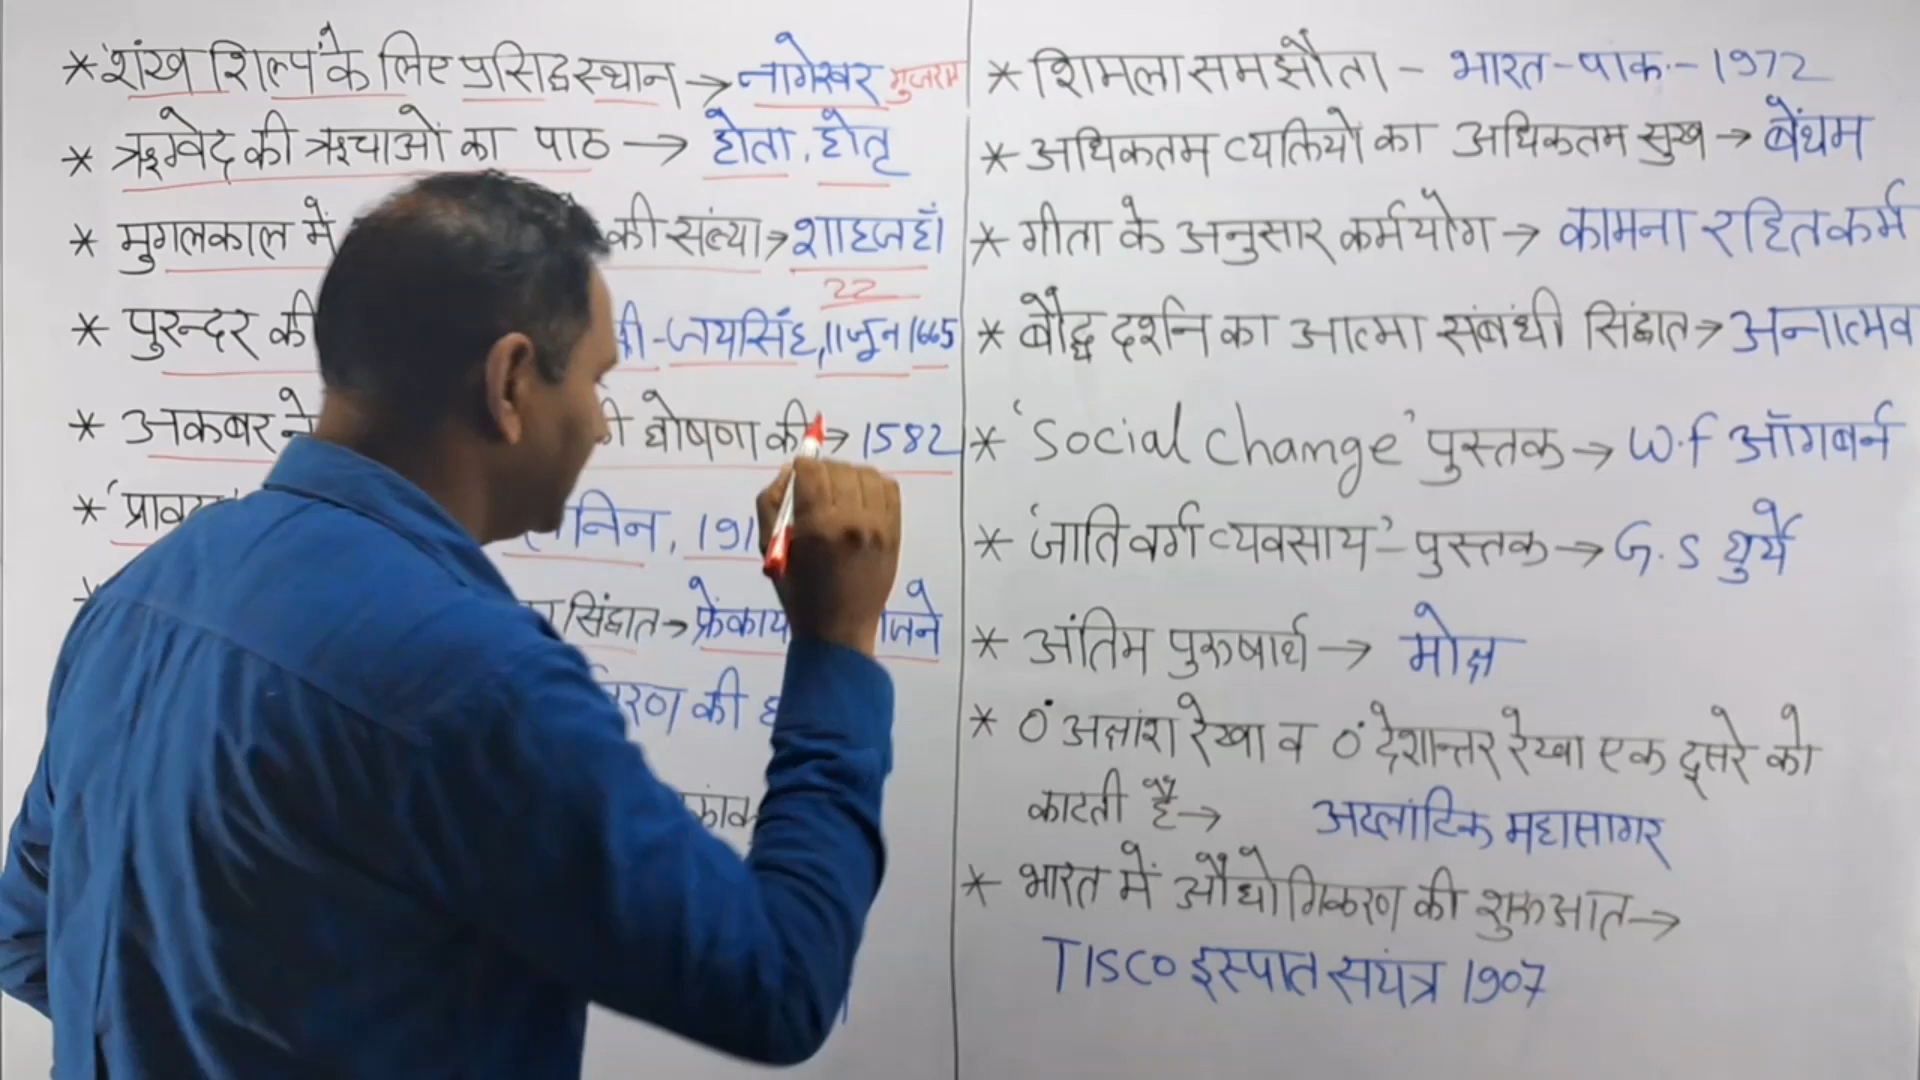 * 'शंख शिल्प' के लिए प्रसिद्ध स्थान → नागेश्वर गुजरात
* ऋग्वेद की ऋचाओं का पाठ → होता, होतृ
* मुगलकाल में की संख्या → शाहजहाँ
22
* पुरन्दर की - जयसिंह, 11 जून 1665
* अकबर ने घोषणा की → 1582
सिद्धांत →
* शिमला समझौता - भारत - पाक - 1972
* अधिकतम व्यक्तियो का अधिकतम सुख → बेंथम
* गीता के अनुसार कर्मयोग → कामना रहित कर्म
* बौद्ध दर्शन का आत्मा संबंधी सिद्धांत → अनात्मव
* 'Social Change' पुस्तक → W.f ऑगबर्न
* 'जाति वर्ग व्यवसाय' - पुस्तक → G.S घुर्ये
* अंतिम पुरुषार्थ → मोक्ष
* 0° अक्षांश रेखा व 0° देशान्तर रेखा एक दूसरे को
काटती है → अटलांटिक महासागर
* भारत में औधोगिकरण की शुरुआत →
TISCO इस्पात सयंत्र 1907